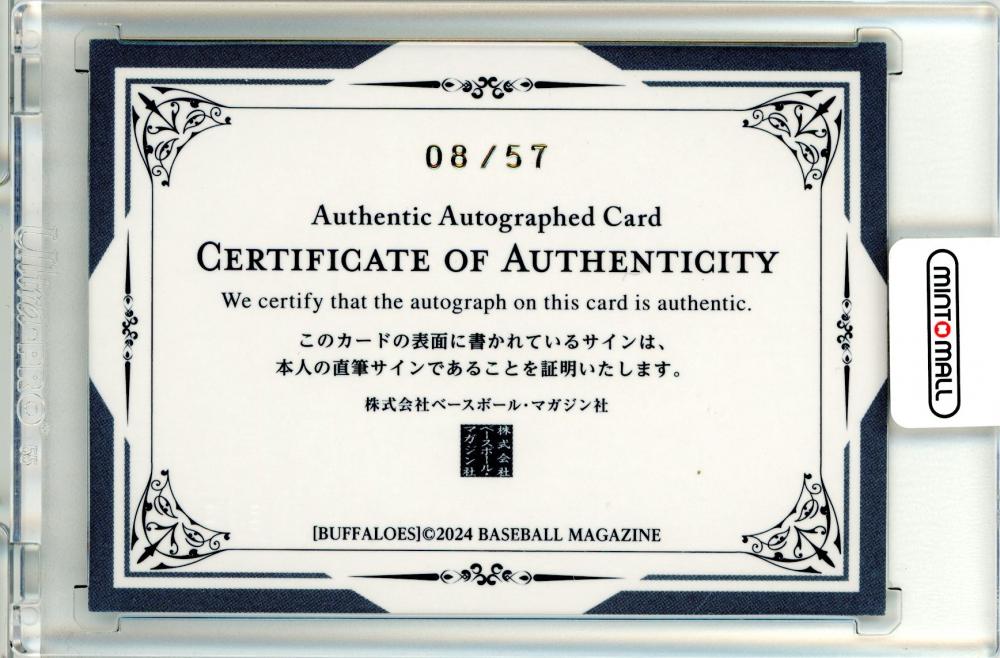 08/57
Authentic Autographed Card
CERTIFICATE OF AUTHENTICITY
We certify that the autograph on this card is authentic.
このカードの表面に書かれているサインは、
本人の直筆サインであることを証明いたします。
株式会社ベースボール・マガジン社
株式会社
ベースボール・
マガジン社
[BUFFALOES]©2024 BASEBALL MAGAZINE
MINTOMALL
UltraPRO